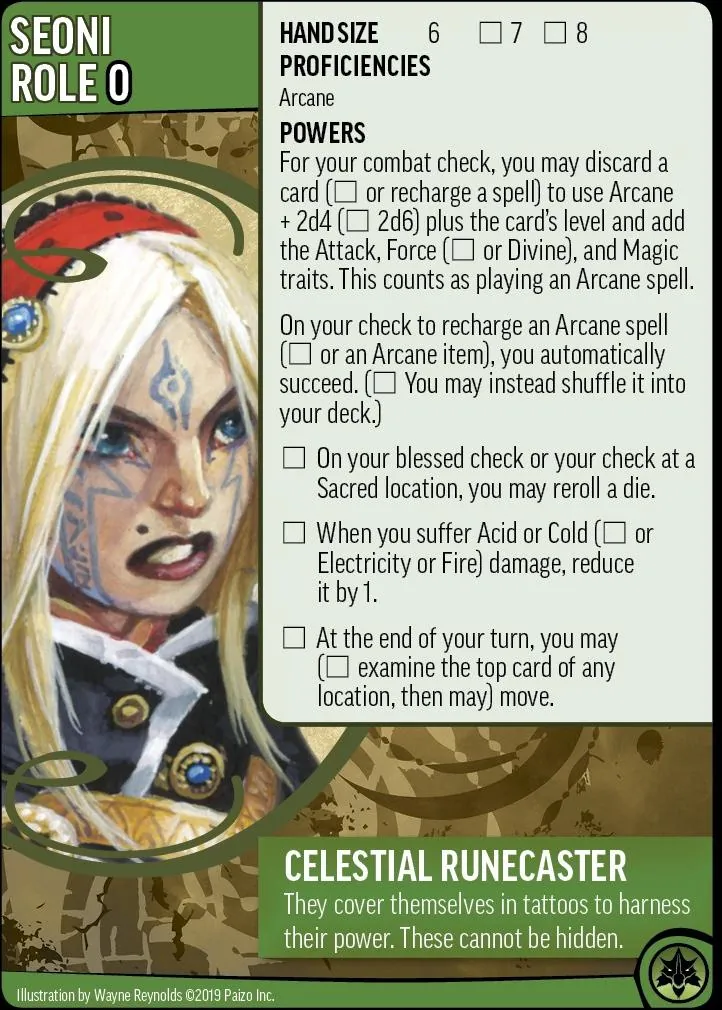 SEONI
ROLE 0
HAND SIZE 6 □ 7 □ 8
PROFICIENCIES
Arcane
POWERS
For your combat check, you may discard a
card (□ or recharge a spell) to use Arcane
+ 2d4 (□ 2d6) plus the card's level and add
the Attack, Force (□ or Divine), and Magic
traits. This counts as playing an Arcane spell.
On your check to recharge an Arcane spell
(□ or an Arcane item), you automatically
succeed. (□ You may instead shuffle it into
your deck.)
□ On your blessed check or your check at a
Sacred location, you may reroll a die.
□ When you suffer Acid or Cold (□ or
Electricity or Fire) damage, reduce
it by 1.
□ At the end of your turn, you may
(□ examine the top card of any
location, then may) move.
CELESTIAL RUNECASTER
They cover themselves in tattoos to harness
their power. These cannot be hidden.
Illustration by Wayne Reynolds ©2019 Paizo Inc.